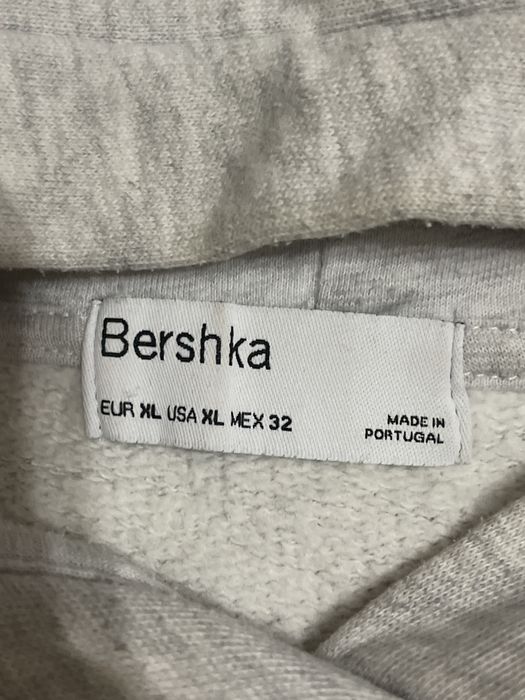 Bershka
EUR XL USA XL MEX 32
MADE IN
PORTUGAL